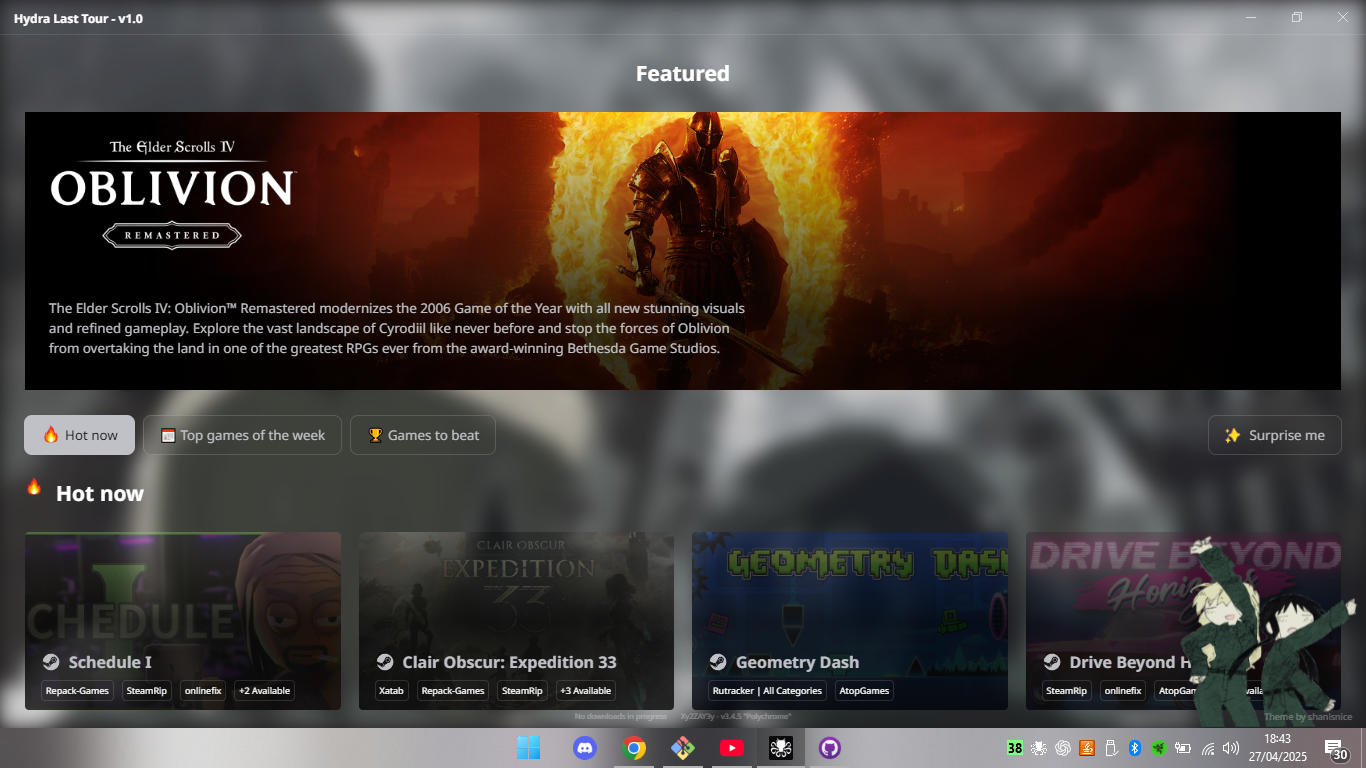 Hydra Last Tour - v1.0
Featured
The Elder Scrolls IV
OBLIVION™
REMASTERED
The Elder Scrolls IV: Oblivion™ Remastered modernizes the 2006 Game of the Year with all new stunning visuals
and refined gameplay. Explore the vast landscape of Cyrodiil like never before and stop the forces of Oblivion
from overtaking the land in one of the greatest RPGs ever from the award-winning Bethesda Game Studios.
Hot now
Top games of the week
Games to beat
Surprise me
Hot now
CHEDULE
I
Schedule I
Repack-Games
SteamRip
onlinefix
+2 Available
CLAIR OBSCUR
EXPEDITION
33
Clair Obscur: Expedition 33
Xatab
Repack-Games
SteamRip
+3 Available
GEOMETRY DASH
Geometry Dash
Rutracker | All Categories
AtopGames
DRIVE BEYOND
Drive Beyond H
SteamRip
onlinefix
AtopGam
No downloads in progress
Xy2ZAY3y - v3.4.5 "Polychrome"
Theme by shanisnice
38
18:43
27/04/2025
30